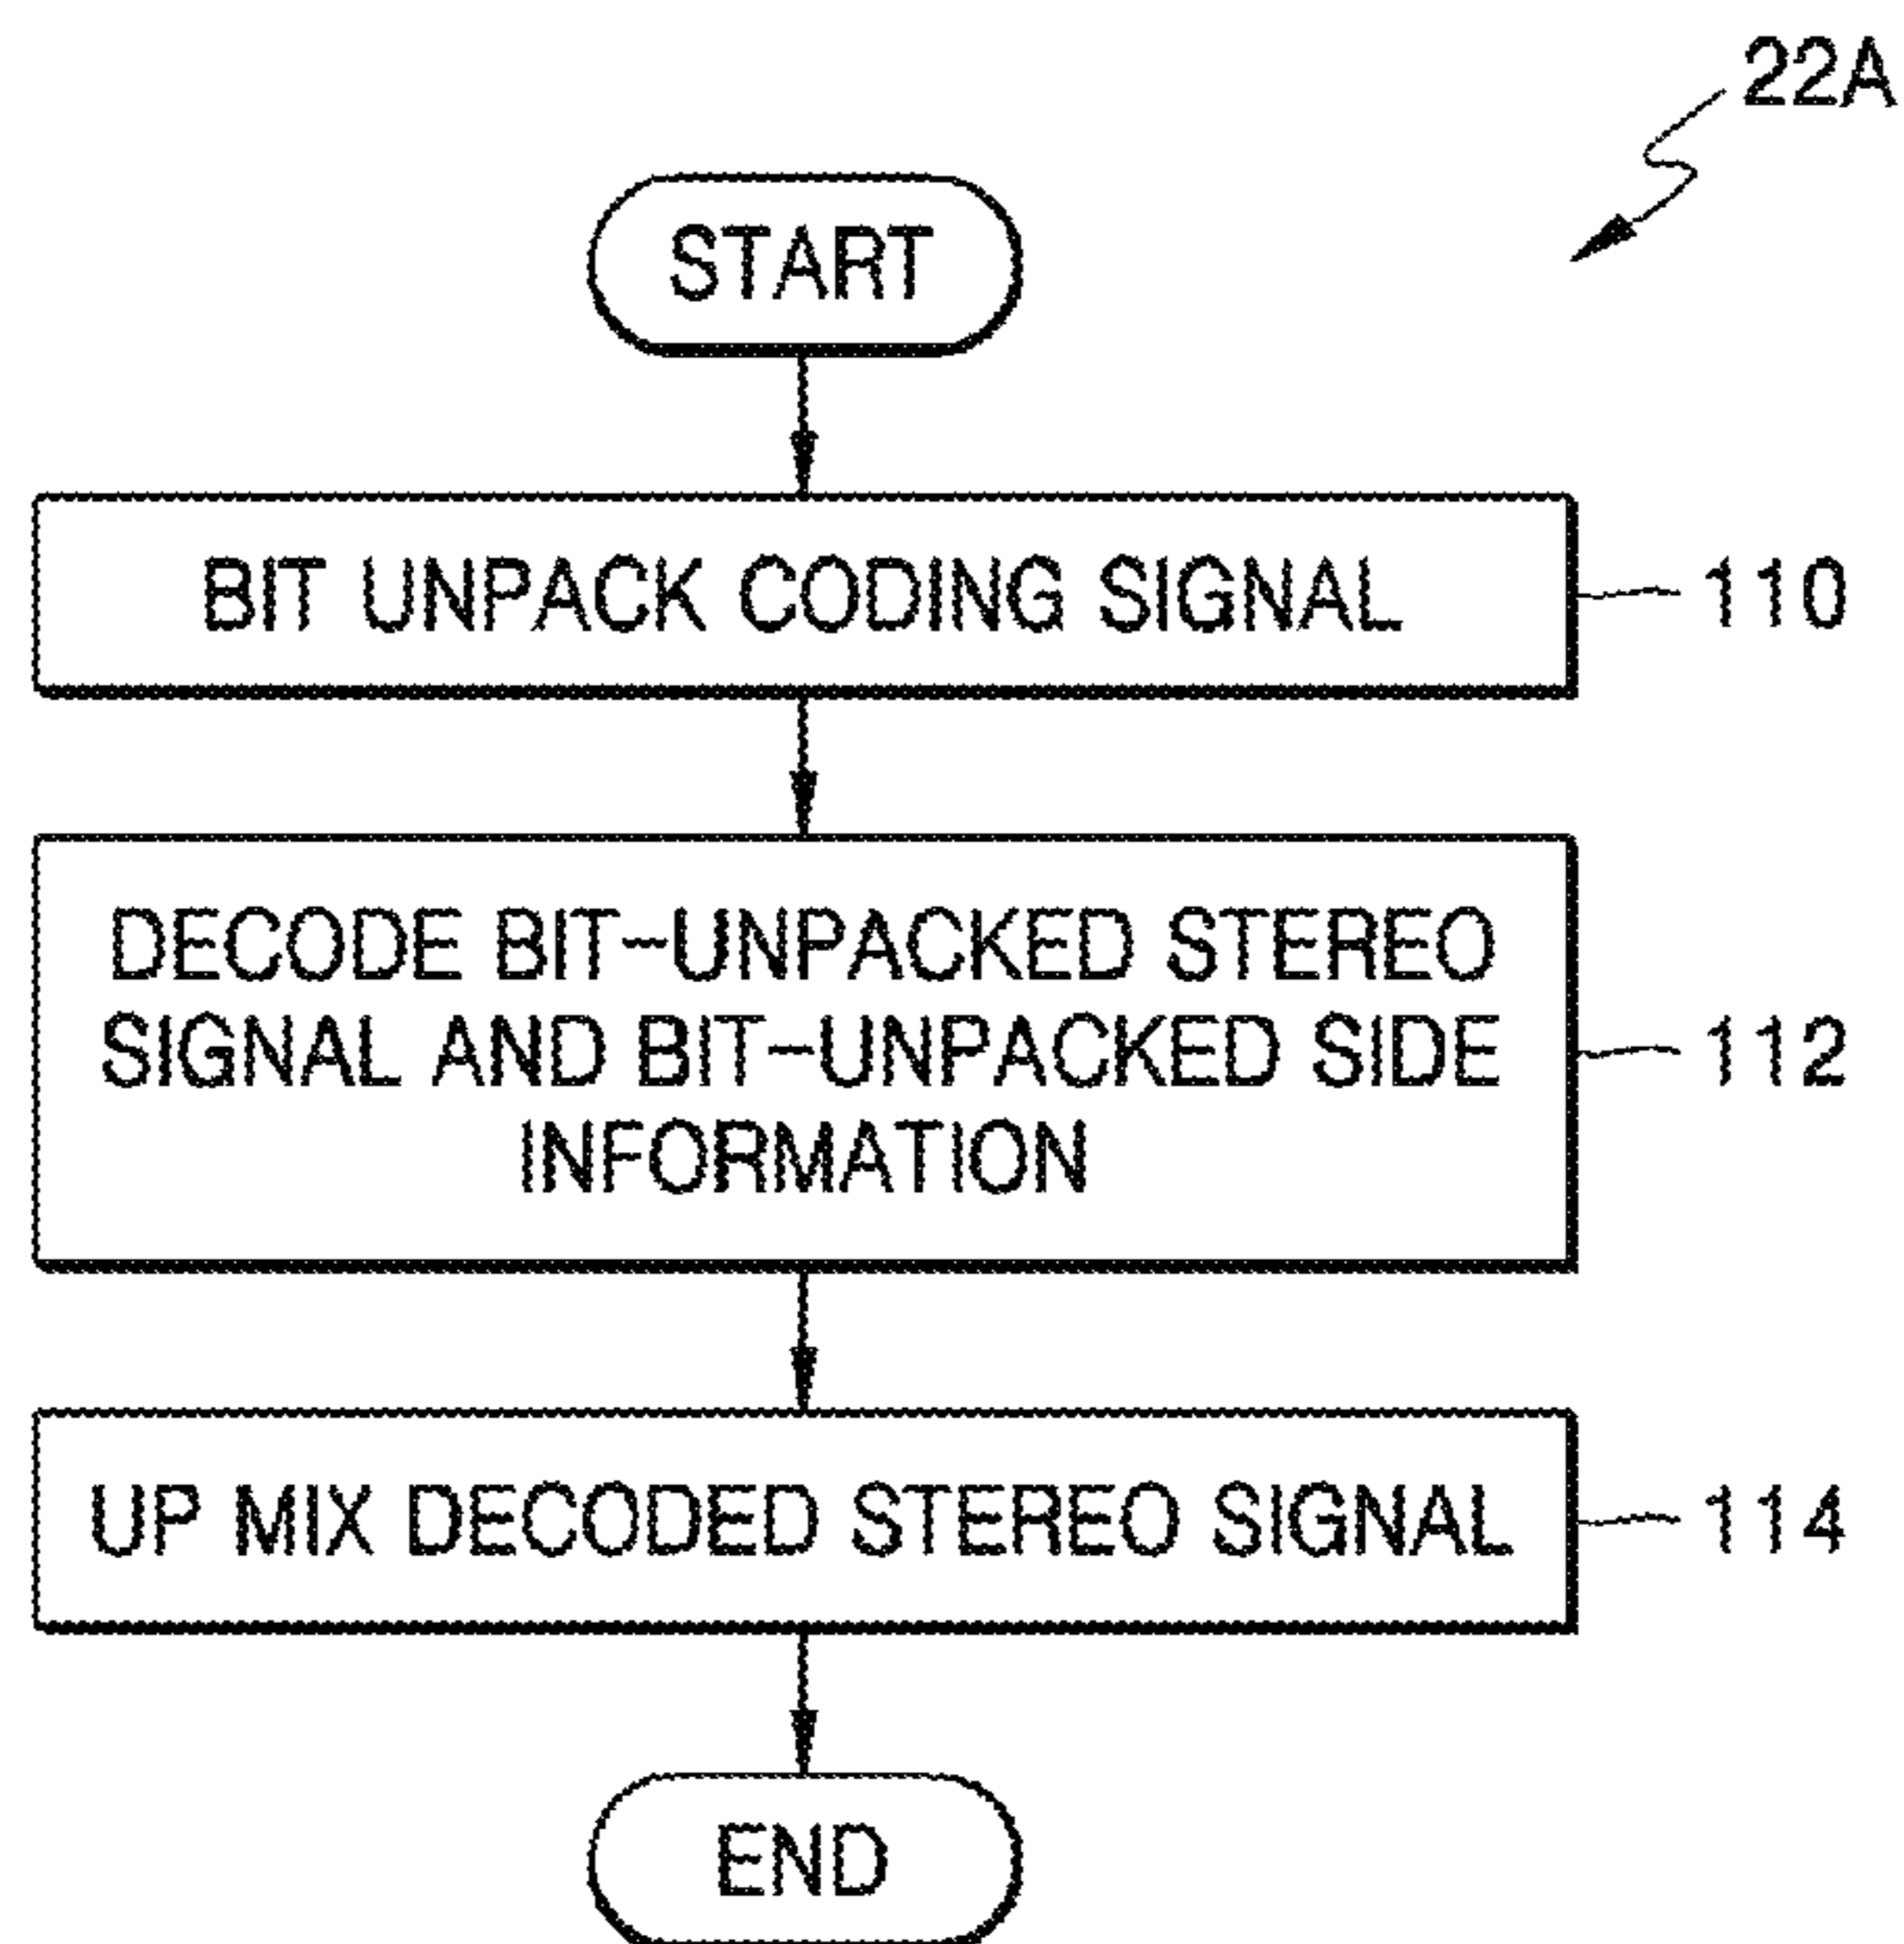 22A
START
BIT UNPACK CODING SIGNAL
110
DECODE BIT-UNPACKED STEREO
SIGNAL AND BIT-UNPACKED SIDE
INFORMATION
112
UP MIX DECODED STEREO SIGNAL
114
END